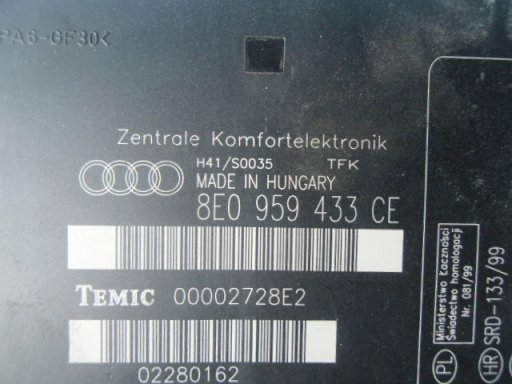 PA6-GF30<
Zentrale Komfortelektronik
H41/S0035 TFK
MADE IN HUNGARY
8E0 959 433 CE
TEMIC 00002728E2
02280162
Ministerstwo Łączności
Świadectwo homologacji
Nr. 081/99
PL
HR SRD-133/99